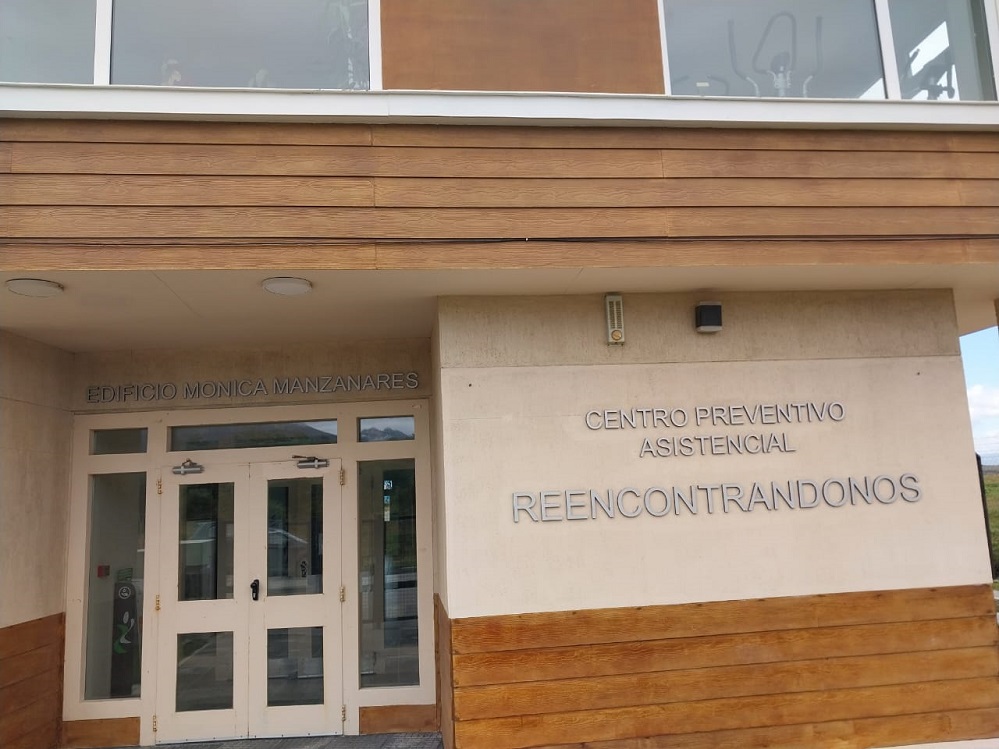 EDIFICIO MONICA MANZANARES
CENTRO PREVENTIVO
ASISTENCIAL
REENCONTRANDONOS